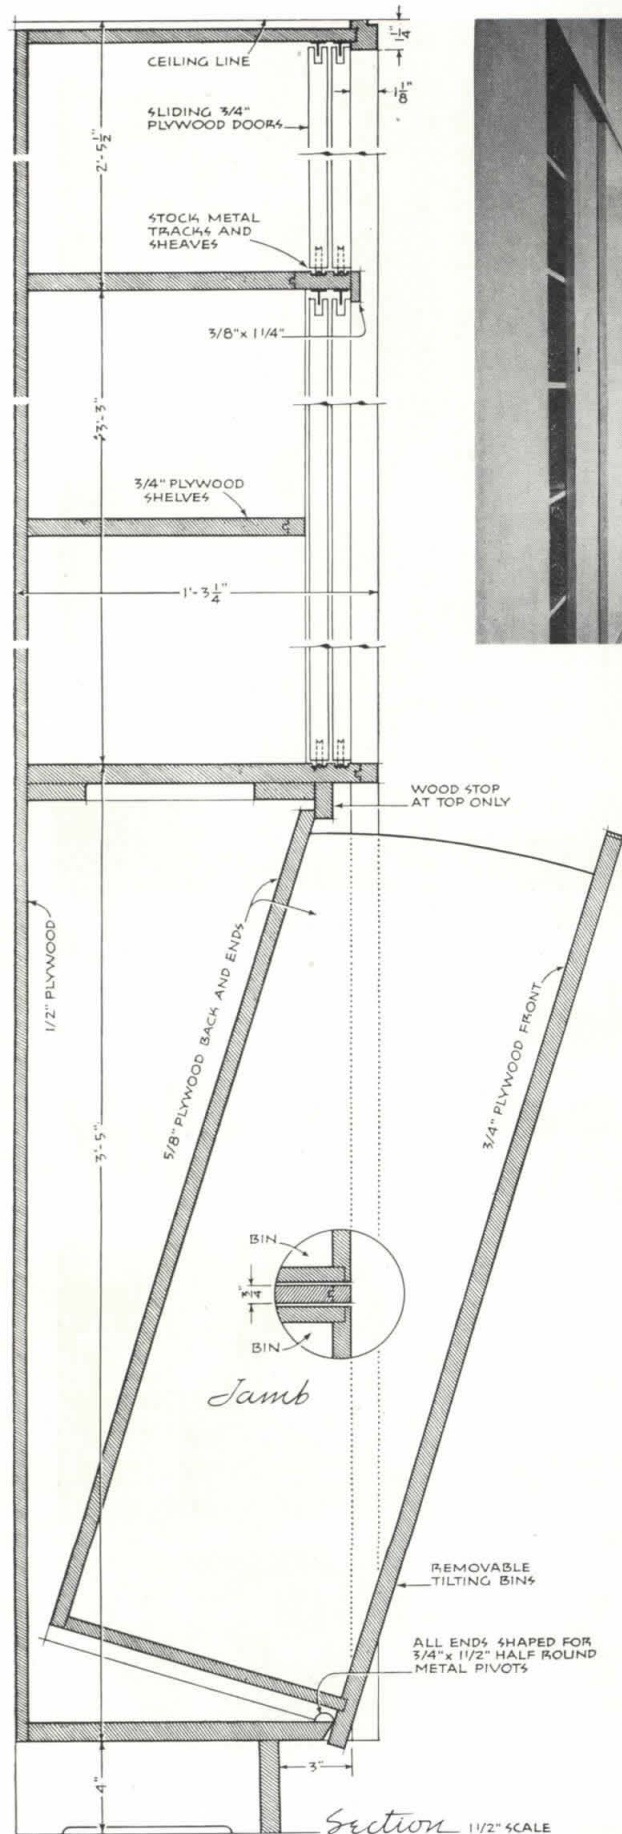 CEILING LINE
1 1/4"
1 1/8"
SLIDING 3/4"
PLYWOOD DOORS
2'-5 1/2"
STOCK METAL
TRACKS AND
SHEAVES
3/8" x 1 1/4"
3'-3"
3/4" PLYWOOD
SHELVES
1'-3 1/4"
WOOD STOP
AT TOP ONLY
1/2" PLYWOOD
5/8" PLYWOOD BACK AND ENDS
3/4" PLYWOOD FRONT
3'-5"
BIN
3/4"
BIN
Jamb
REMOVABLE
TILTING BINS
ALL ENDS SHAPED FOR
3/4" x 1 1/2" HALF ROUND
METAL PIVOTS
3"
4"
Section 1 1/2" SCALE